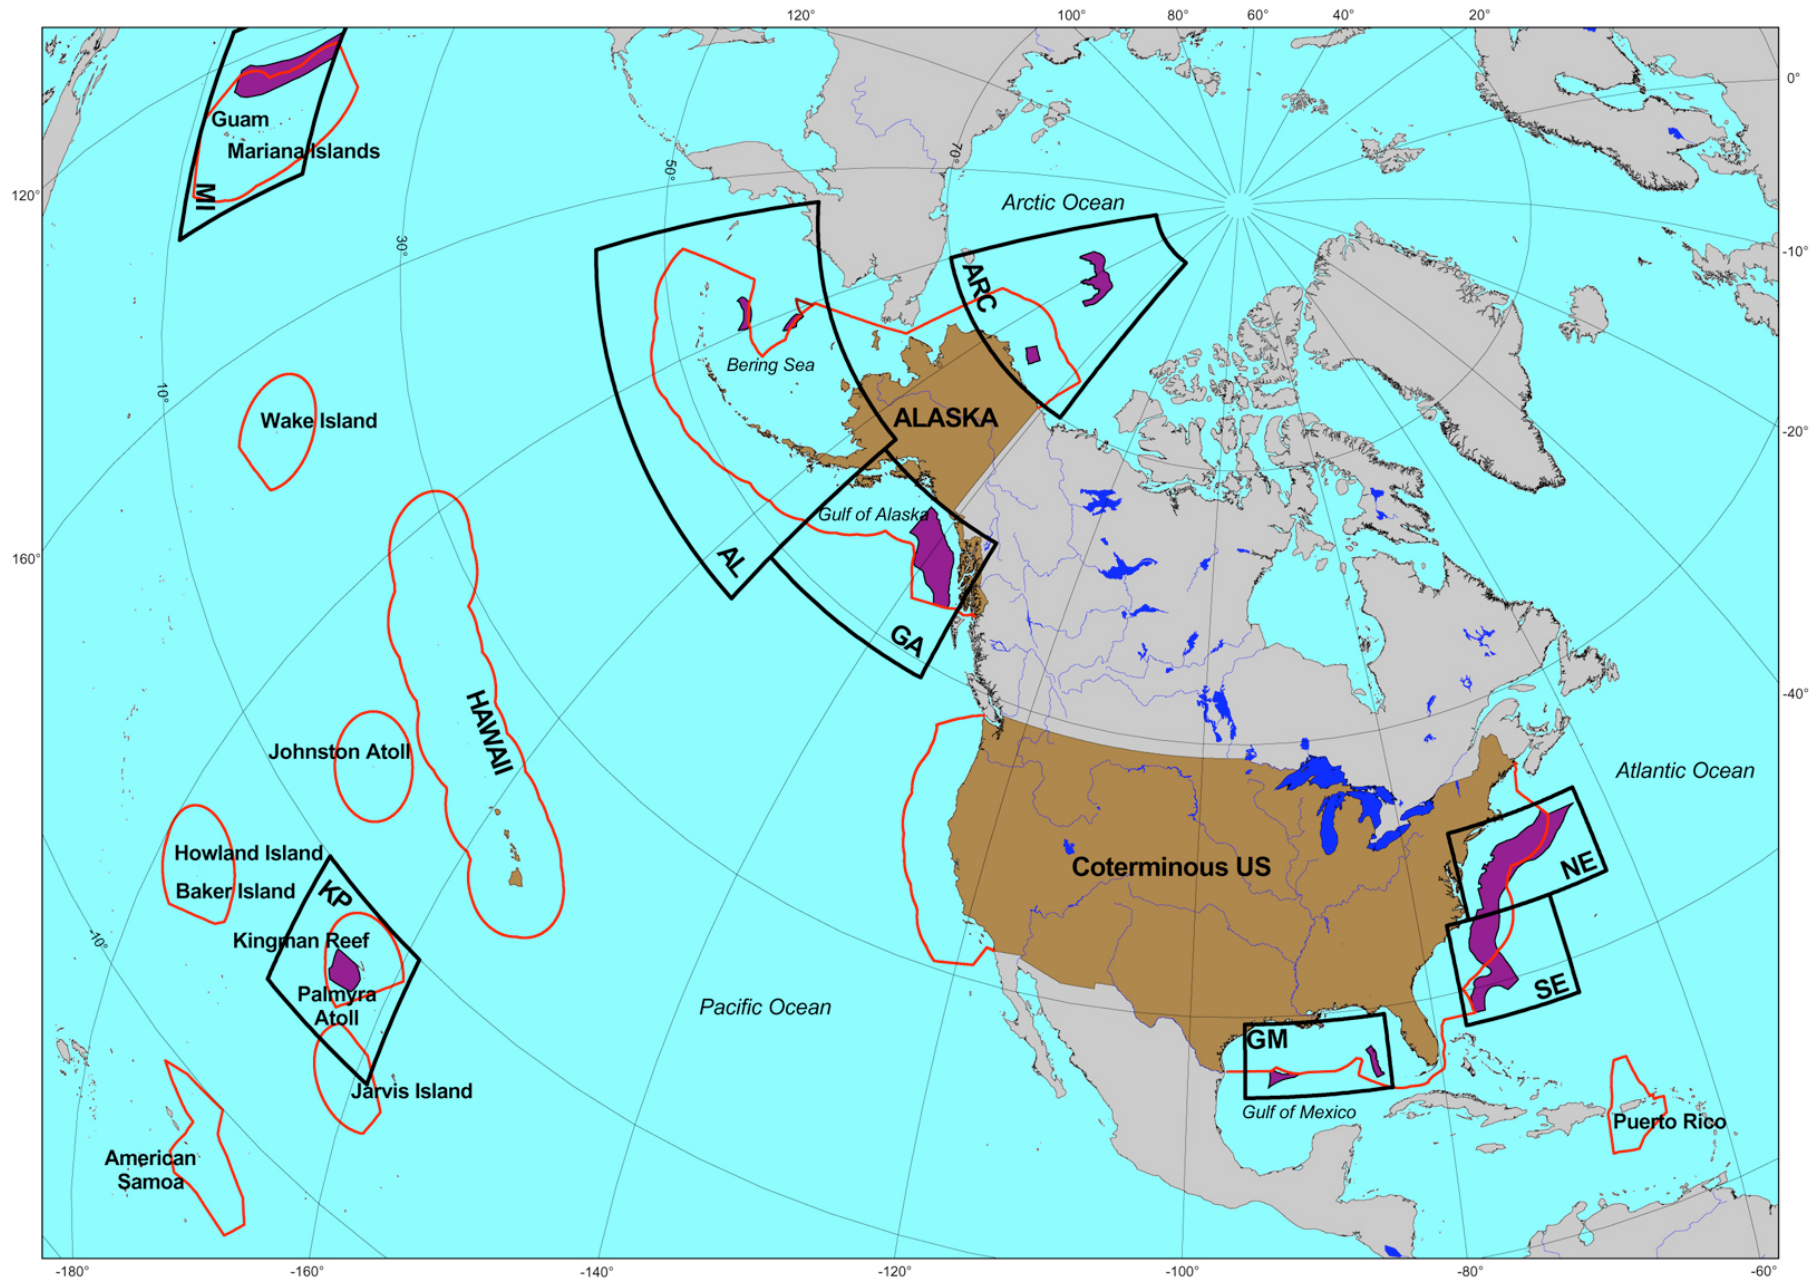 120° 100° 80° 60° 40° 20°
0°
Guam
Mariana Islands
MI
120°
50°
70°
Arctic Ocean
30°
-10°
ARC
Bering Sea
10°
Wake Island
ALASKA
-20°
Gulf of Alaska
160°
AL
GA
-40°
HAWAII
Johnston Atoll
Atlantic Ocean
Howland Island
Baker Island
KP
Coterminous US
NE
-10°
Kingman Reef
Palmyra
Atoll
Pacific Ocean
SE
GM
Jarvis Island
Gulf of Mexico
Puerto Rico
American
Samoa
-180° -160° -140° -120° -100° -80° -60°